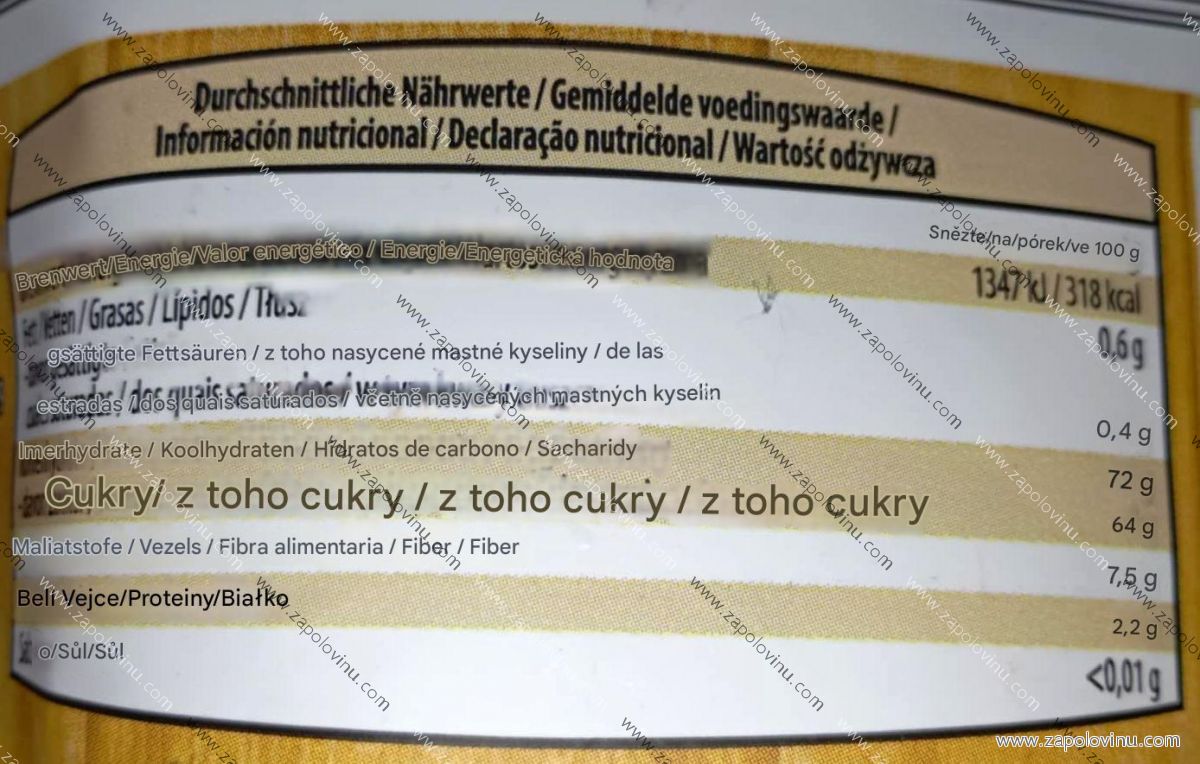 Durchschnittliche Nährwerte / Gemiddelde voedingswaarde /
Información nutricional / Declaração nutricional / Wartość odżywcza
Snězte/na/pórek/ve 100 g
Brenwert/Energie/Valor energético / Energie/Energetická hodnota
1347 kJ / 318 kcal
Vetten / Grasas / Lípidos / Tłusz
0,6 g
gsättigte Fettsäuren / z toho nasycené mastné kyseliny / de las
estradas / dos quais saturados / včetně nasycených mastných kyselin
0,4 g
Imerhydrate / Koolhydraten / Hidratos de carbono / Sacharidy
72 g
Cukry/ z toho cukry / z toho cukry / z toho cukry
64 g
Maliatstofe / Vezels / Fibra alimentaria / Fiber / Fiber
7,5 g
Belf Vejce/Proteiny/Białko
2,2 g
o/Sůl/Sůl
<0,01 g
www.zapolovinu.com